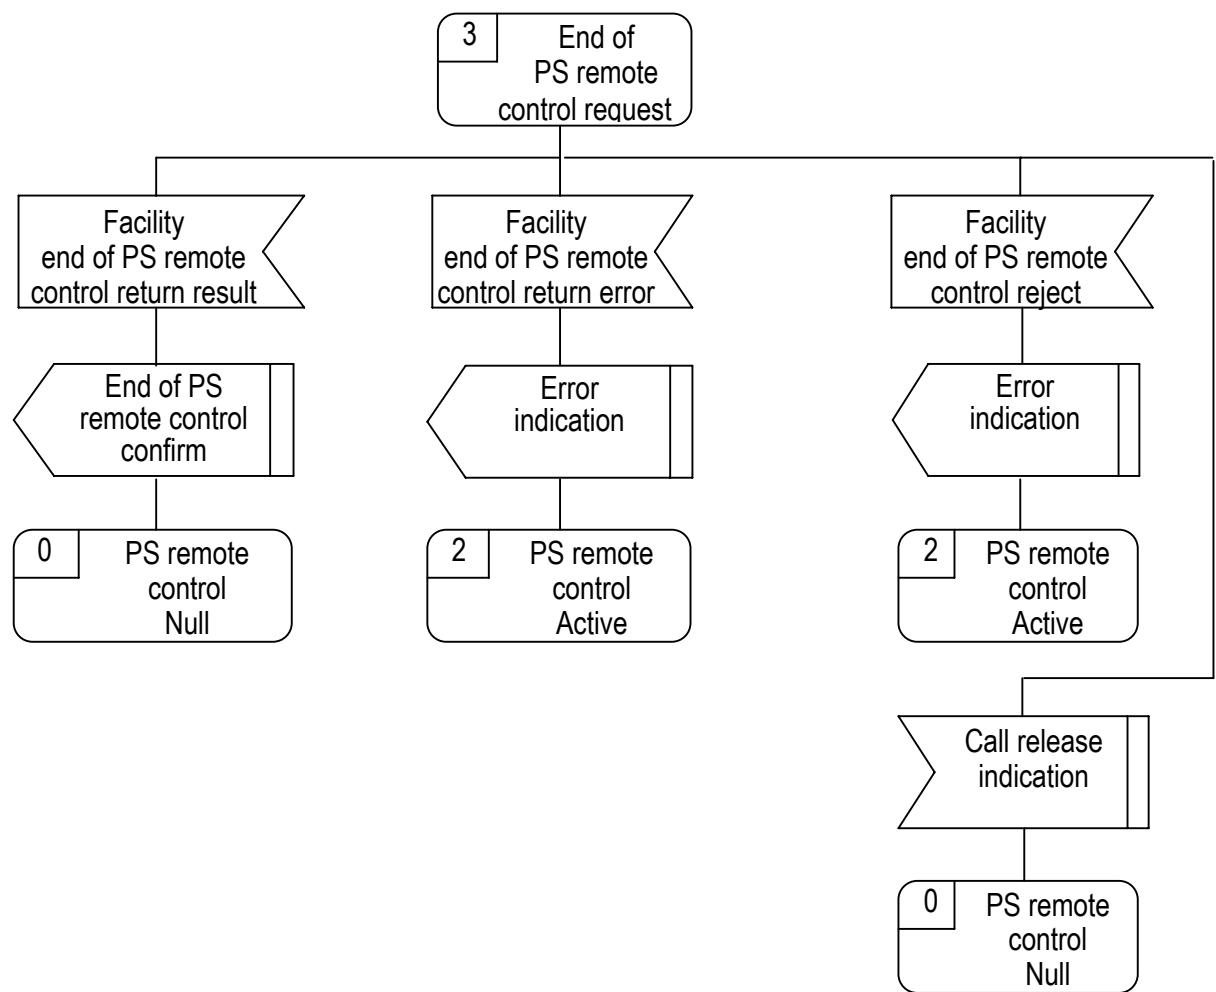 3
End of
PS remote
control request
Facility
end of PS remote
control return result
Facility
end of PS remote
control return error
Facility
end of PS remote
control reject
End of PS
remote control
confirm
Error
indication
Error
indication
0
PS remote
control
Null
2
PS remote
control
Active
2
PS remote
control
Active
Call release
indication
0
PS remote
control
Null